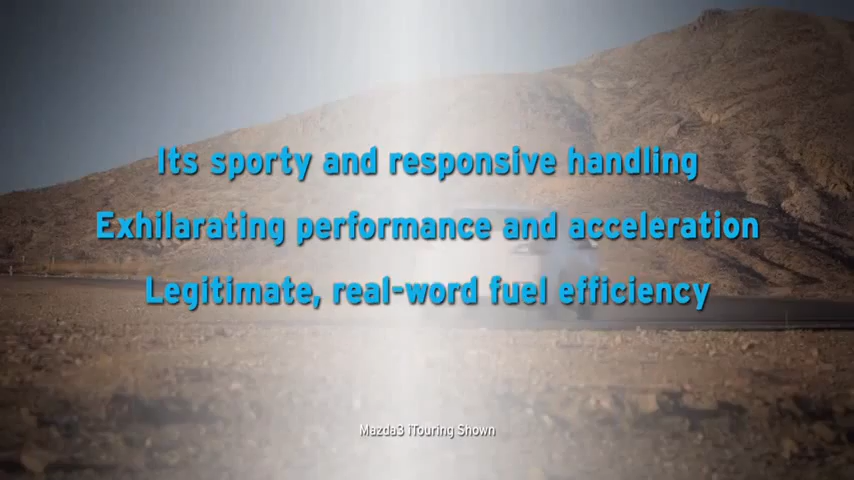 Its sporty and responsive handling
Exhilarating performance and acceleration
Legitimate, real-word fuel efficiency
Mazda3 iTouring Shown